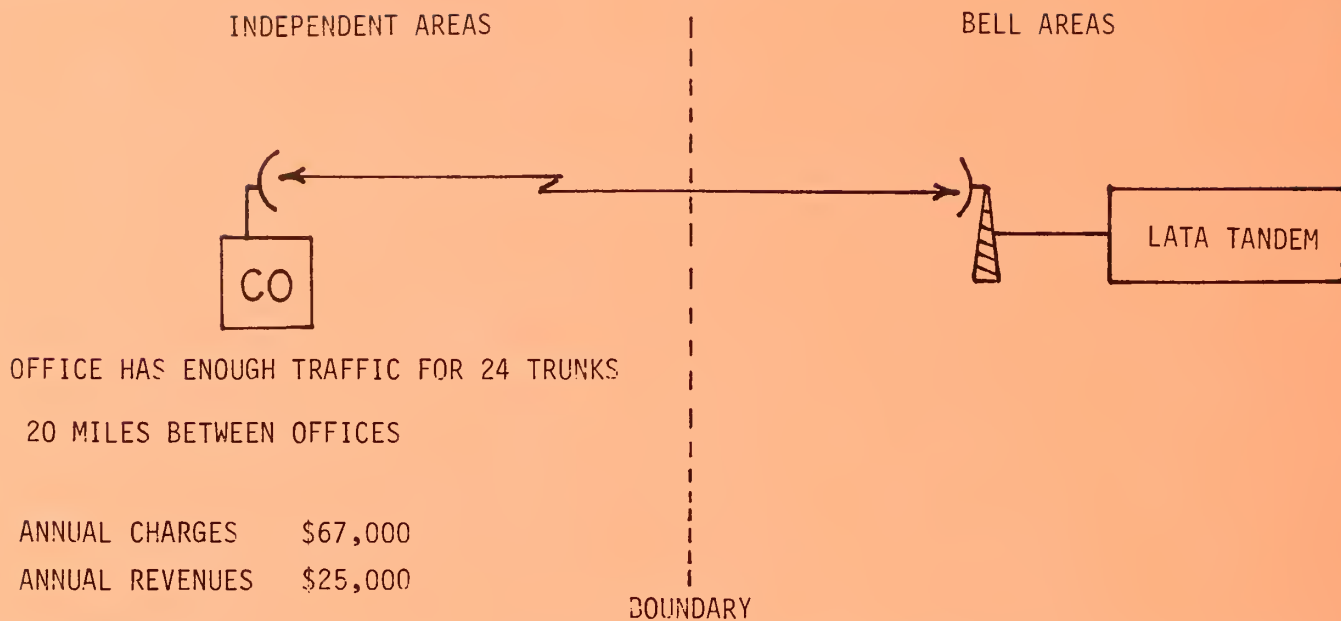 INDEPENDENT AREAS
BELL AREAS
CO
LATA TANDEM
OFFICE HAS ENOUGH TRAFFIC FOR 24 TRUNKS
20 MILES BETWEEN OFFICES
ANNUAL CHARGES $67,000
ANNUAL REVENUES $25,000
BOUNDARY